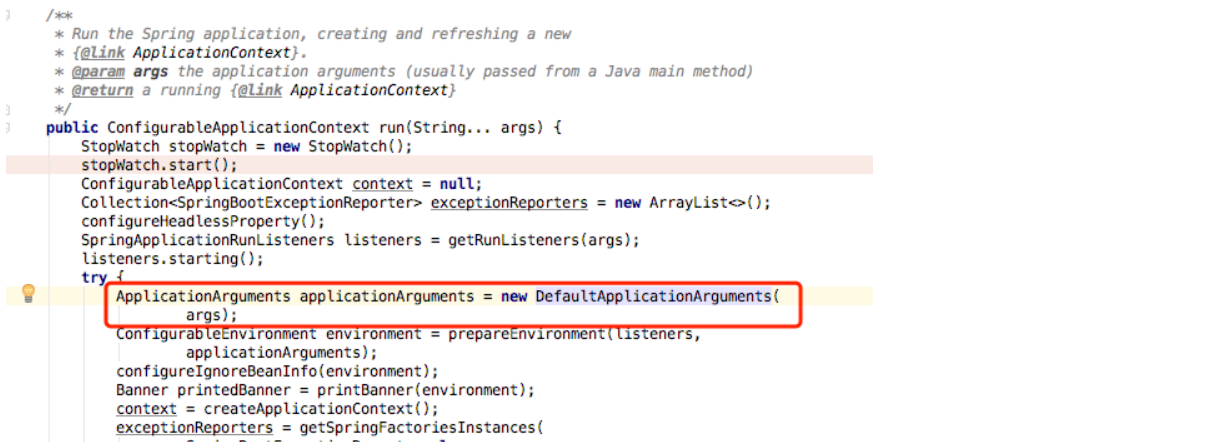 /**
 * Run the Spring application, creating and refreshing a new
 * {@link ApplicationContext}.
 * @param args the application arguments (usually passed from a Java main method)
 * @return a running {@link ApplicationContext}
 */
public ConfigurableApplicationContext run(String... args) {
    StopWatch stopWatch = new StopWatch();
    stopWatch.start();
    ConfigurableApplicationContext context = null;
    Collection<SpringBootExceptionReporter> exceptionReporters = new ArrayList<>();
    configureHeadlessProperty();
    SpringApplicationRunListeners listeners = getRunListeners(args);
    listeners.starting();
    try {
        ApplicationArguments applicationArguments = new DefaultApplicationArguments(
                args);
        ConfigurableEnvironment environment = prepareEnvironment(listeners,
                applicationArguments);
        configureIgnoreBeanInfo(environment);
        Banner printedBanner = printBanner(environment);
        context = createApplicationContext();
        exceptionReporters = getSpringFactoriesInstances(